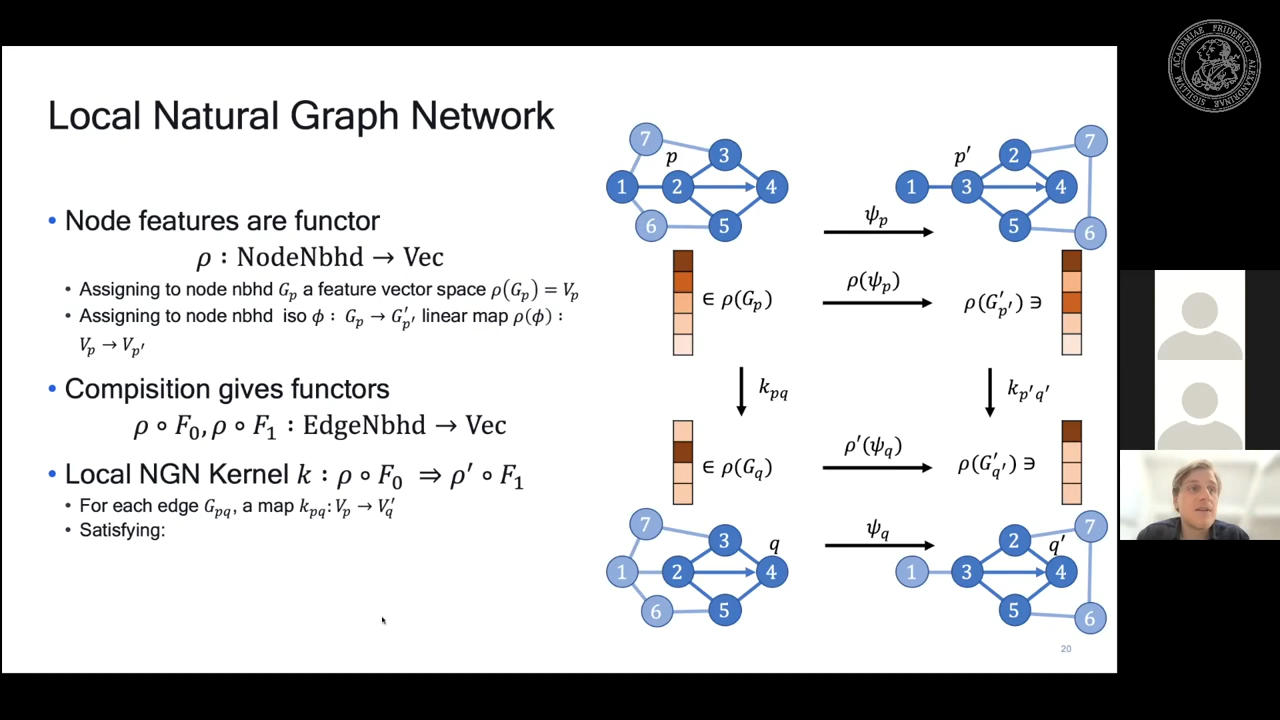 Local Natural Graph Network
• Node features are functor
ρ : NodeNbhd → Vec
• Assigning to node nbhd G_p a feature vector space ρ(G_p) = V_p
• Assigning to node nbhd iso ϕ : G_p → G′_p′ linear map ρ(ϕ) :
V_p → V_p′
• Compisition gives functors
ρ ∘ F_0, ρ ∘ F_1 : EdgeNbhd → Vec
• Local NGN Kernel k : ρ ∘ F_0 ⇒ ρ′ ∘ F_1
• For each edge G_pq, a map k_pq: V_p → V′_q
• Satisfying:
7 p 3 1 2 4 6 5
ψ_p
p′ 2 7 1 3 4 5 6
∈ ρ(G_p)
ρ(ψ_p)
ρ(G′_p′) ∋
k_pq
k_p′q′
∈ ρ(G_q)
ρ′(ψ_q)
ρ(G′_q′) ∋
7 3 q 1 2 4 6 5
ψ_q
2 q′ 7 1 3 4 5 6
20
ACADEMIAE FRIDERICO ALEXANDRINAE SIGILLVM